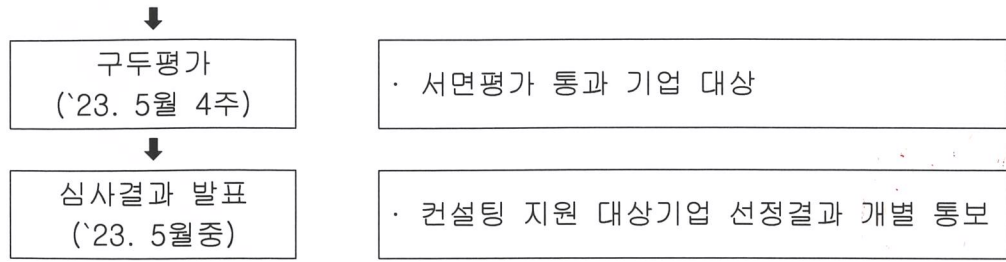 구두평가
(`23. 5월 4주)
· 서면평가 통과 기업 대상
심사결과 발표
(`23. 5월중)
· 컨설팅 지원 대상기업 선정결과 개별 통보